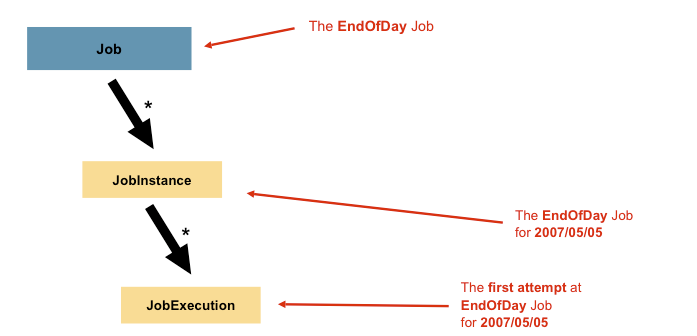 The EndOfDay Job
Job
*
JobInstance
The EndOfDay Job
for 2007/05/05
*
The first attempt at
EndOfDay Job
for 2007/05/05
JobExecution